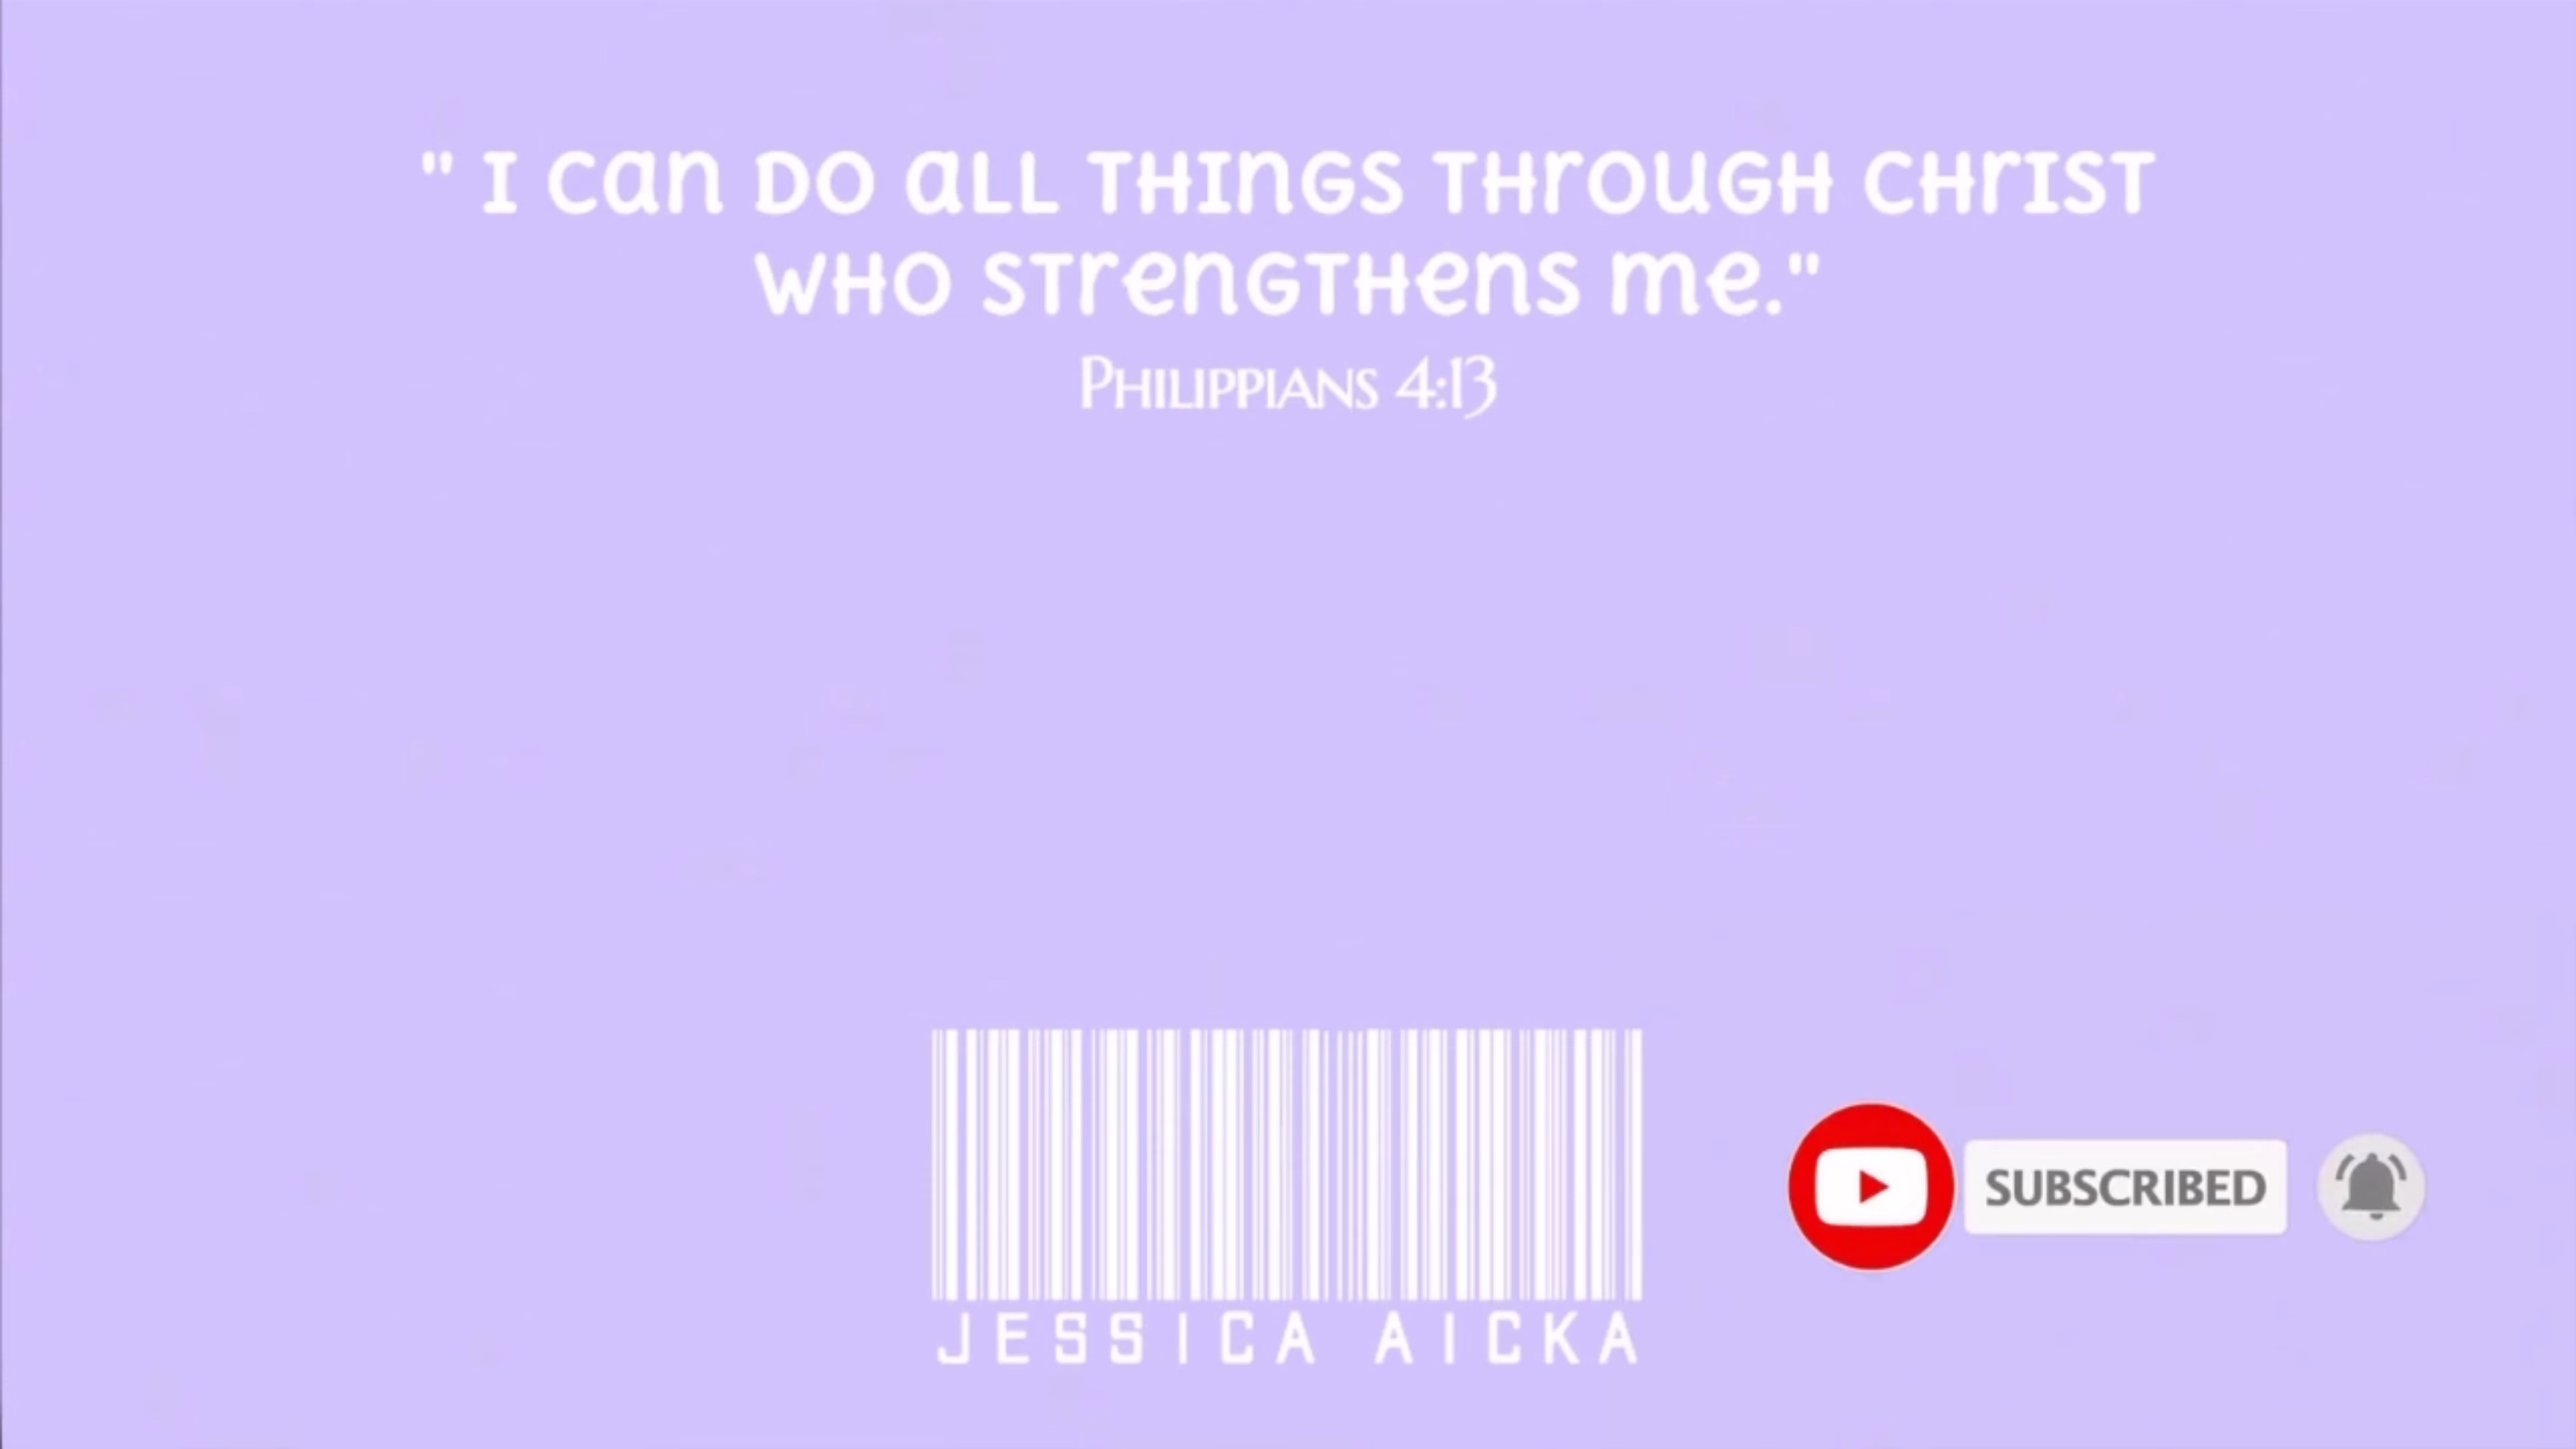 " I can do all things through christ
who strengthens me."
Philippians 4:13
JESSICA AICKA
SUBSCRIBED